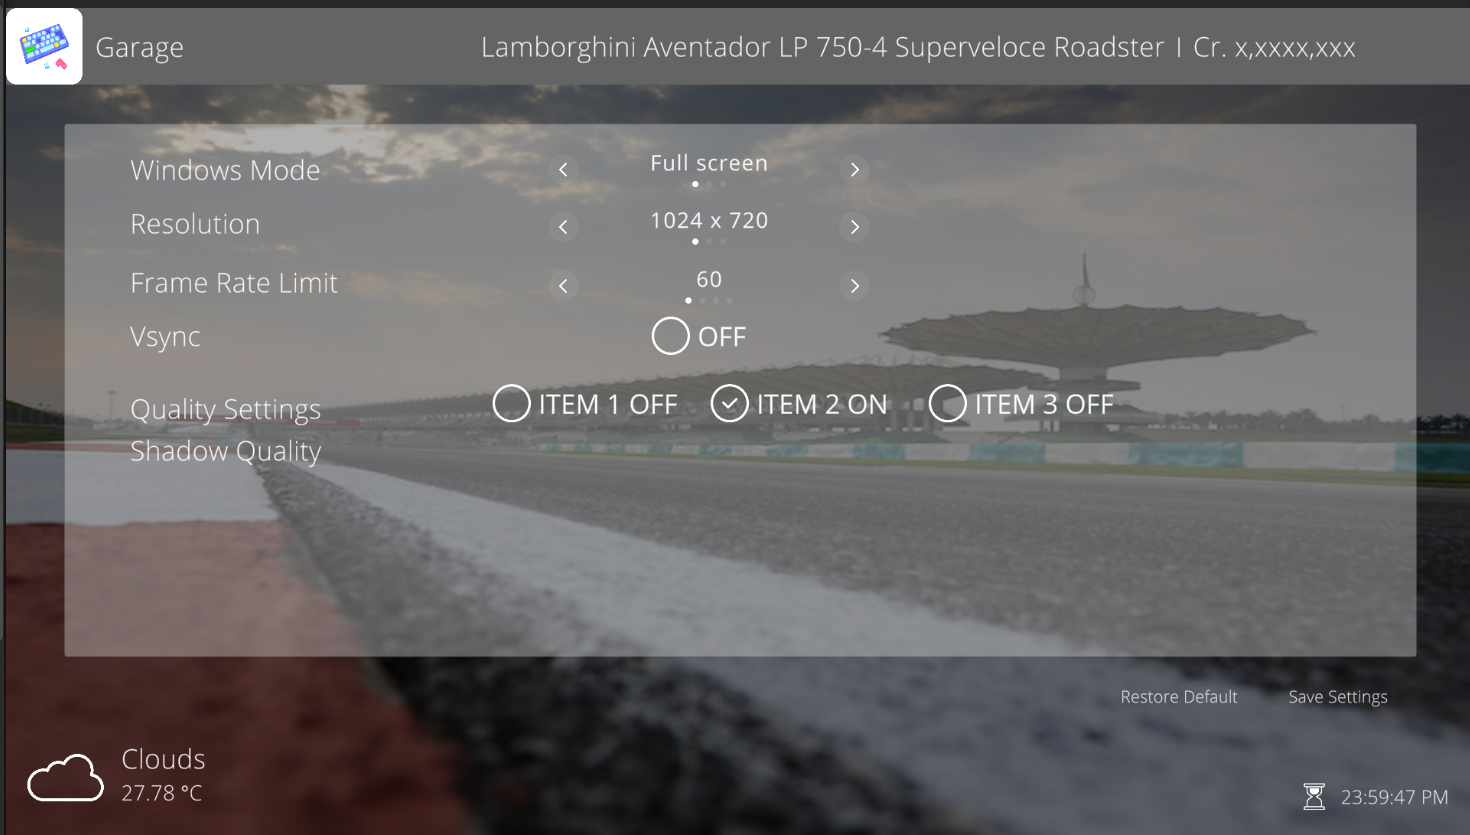 Garage
Lamborghini Aventador LP 750-4 Superveloce Roadster | Cr. x,xxxx,xxx
Windows Mode
Full screen
Resolution
1024 x 720
Frame Rate Limit
60
Vsync
OFF
Quality Settings
ITEM 1 OFF
ITEM 2 ON
ITEM 3 OFF
Shadow Quality
Restore Default
Save Settings
Clouds
27.78 °C
23:59:47 PM